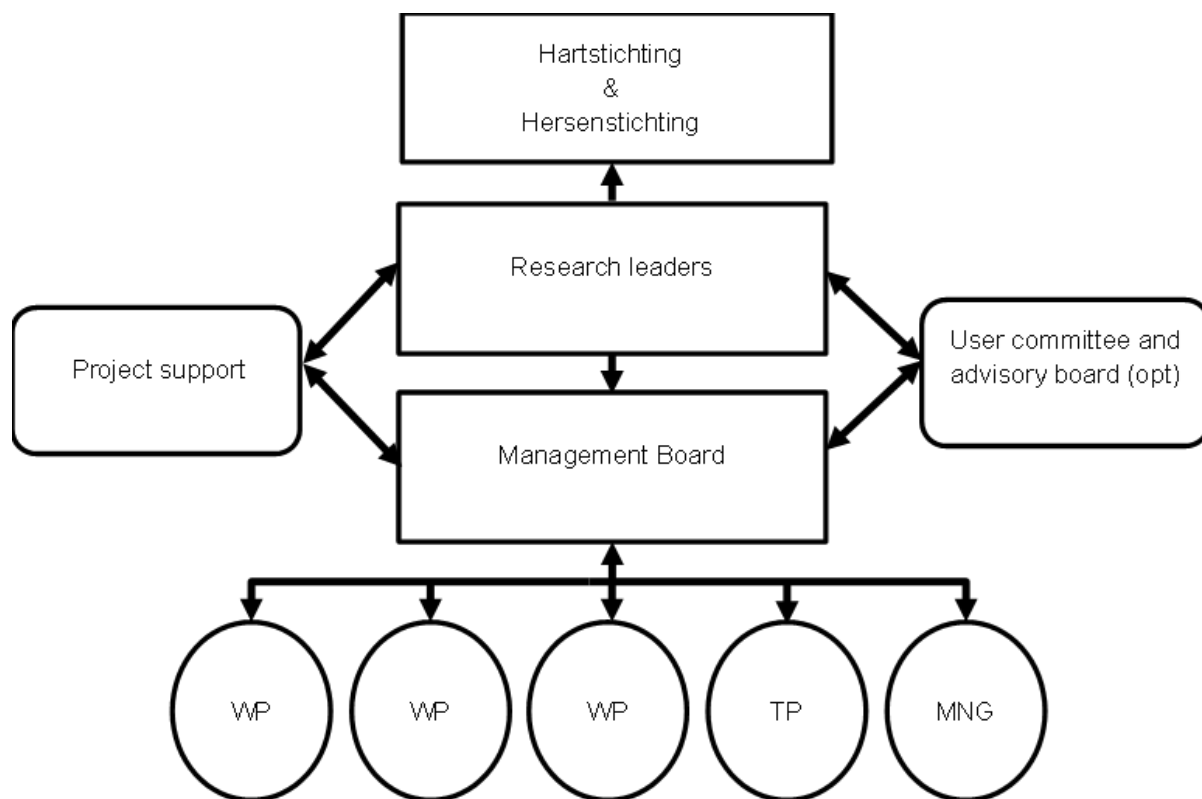 Hartstichting
&
Hersenstichting
Research leaders
Project support
User committee and
advisory board (opt)
Management Board
WP
WP
WP
TP
MNG